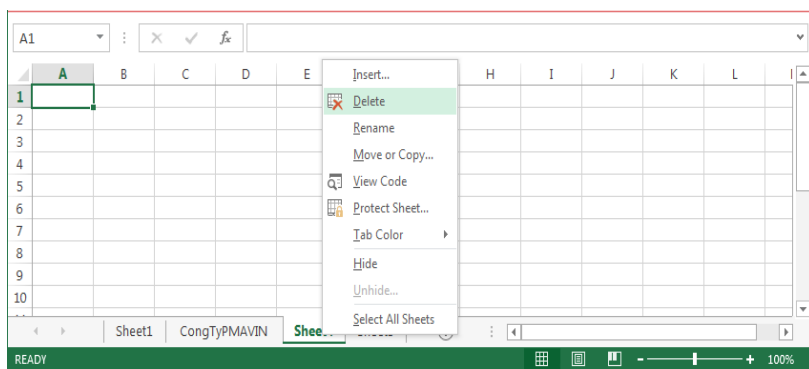 A1 fx
A B C D E H I J K L
1
2
3
4
5
6
7
8
9
10
Insert...
Delete
Rename
Move or Copy...
View Code
Protect Sheet...
Tab Color
Hide
Unhide...
Select All Sheets
Sheet1 CongTyPMAVIN
READY 100%